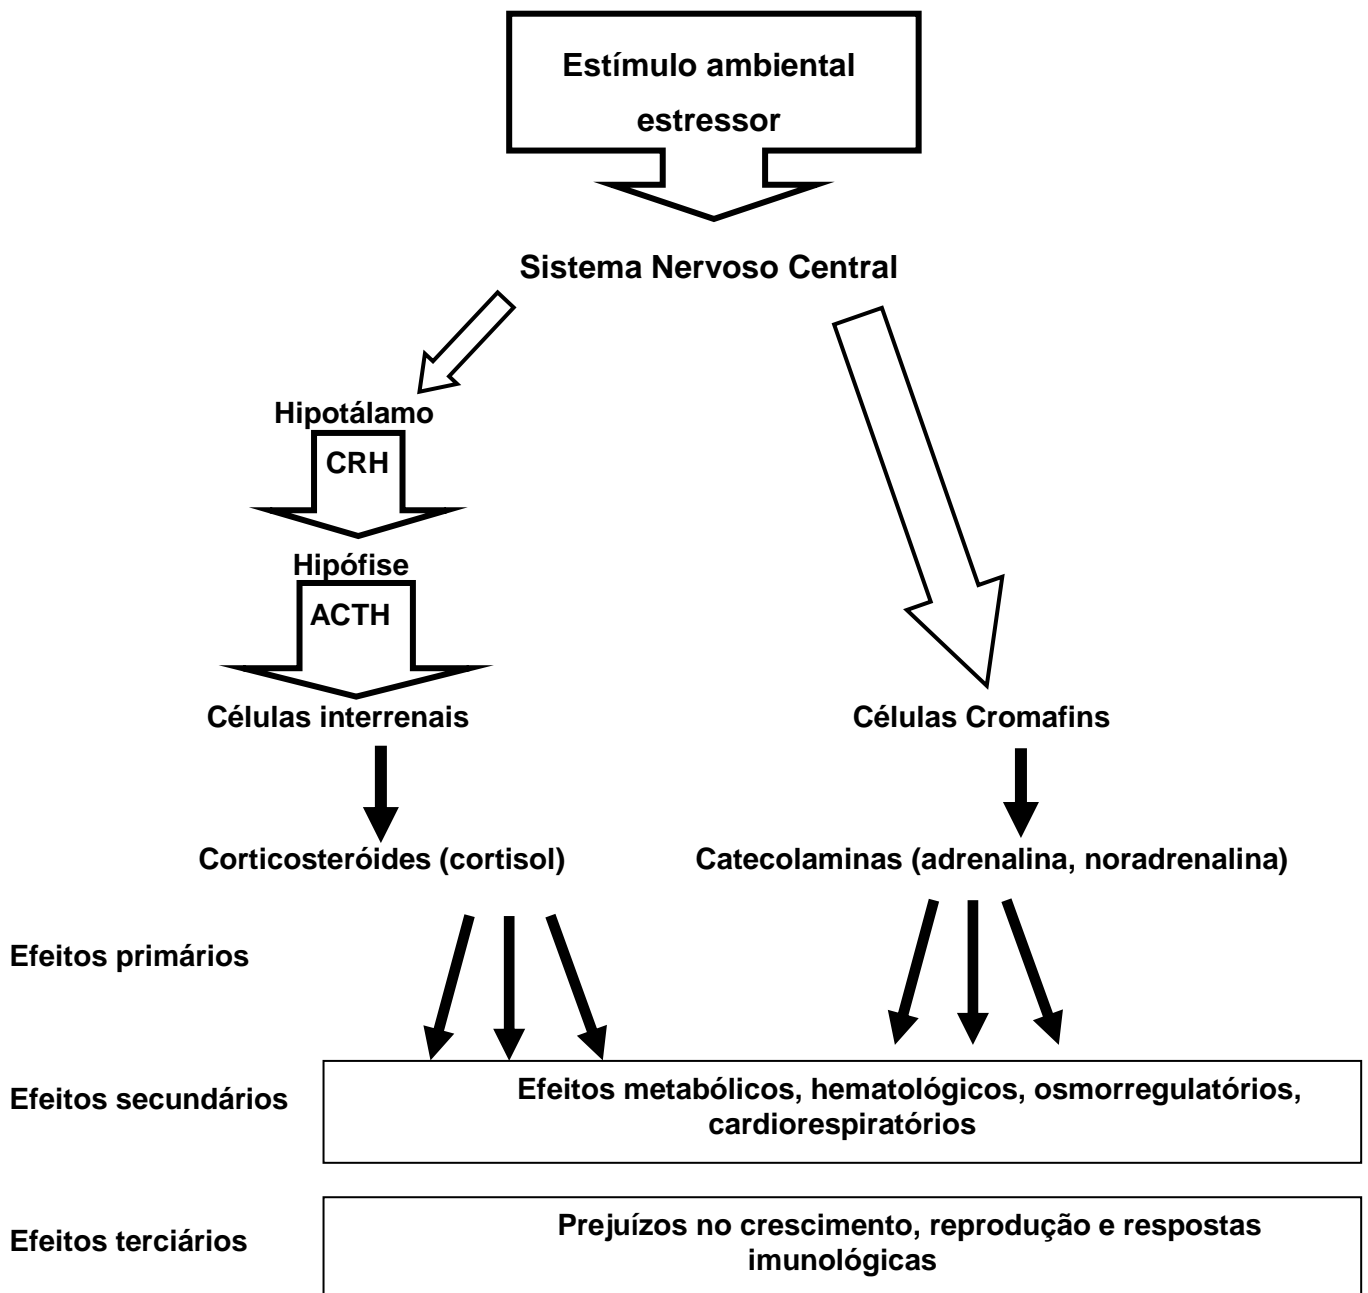 Estímulo ambiental
estressor
Sistema Nervoso Central
Hipotálamo
CRH
Hipófise
ACTH
Células interrenais
Células Cromafins
Corticosteróides (cortisol)
Catecolaminas (adrenalina, noradrenalina)
Efeitos primários
Efeitos secundários
Efeitos metabólicos, hematológicos, osmorregulatórios,
cardiorespiratórios
Efeitos terciários
Prejuízos no crescimento, reprodução e respostas
imunológicas